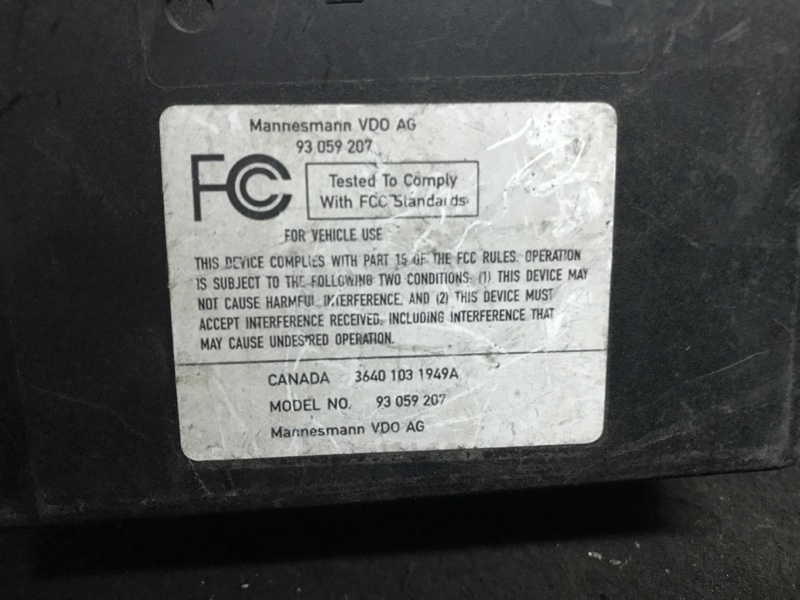 Mannesmann VDO AG
93 059 207
FC Tested To Comply
With FCC Standards
FOR VEHICLE USE
THIS DEVICE COMPLIES WITH PART 15 OF THE FCC RULES. OPERATION
IS SUBJECT TO THE FOLLOWING TWO CONDITIONS: (1) THIS DEVICE MAY
NOT CAUSE HARMFUL INTERFERENCE, AND (2) THIS DEVICE MUST
ACCEPT INTERFERENCE RECEIVED, INCLUDING INTERFERENCE THAT
MAY CAUSE UNDESIRED OPERATION.
CANADA 3640 103 1949A
MODEL NO. 93 059 207
Mannesmann VDO AG